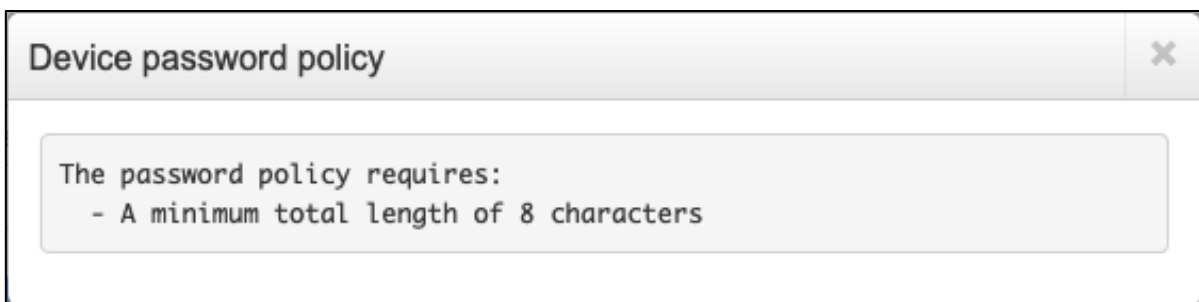 Device password policy
The password policy requires:
- A minimum total length of 8 characters